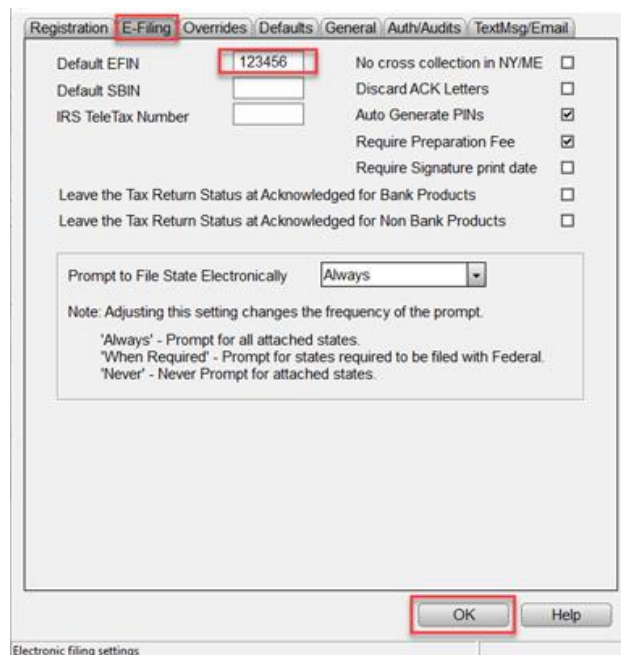 Registration E-Filing Overrides Defaults General Auth/Audits TextMsg/Email
Default EFIN 123456 No cross collection in NY/ME
Default SBIN Discard ACK Letters
IRS TeleTax Number Auto Generate PINs
Require Preparation Fee
Require Signature print date
Leave the Tax Return Status at Acknowledged for Bank Products
Leave the Tax Return Status at Acknowledged for Non Bank Products
Prompt to File State Electronically Always
Note: Adjusting this setting changes the frequency of the prompt.
'Always' - Prompt for all attached states.
'When Required' - Prompt for states required to be filed with Federal.
'Never' - Never Prompt for attached states.
OK Help
Electronic filing settings